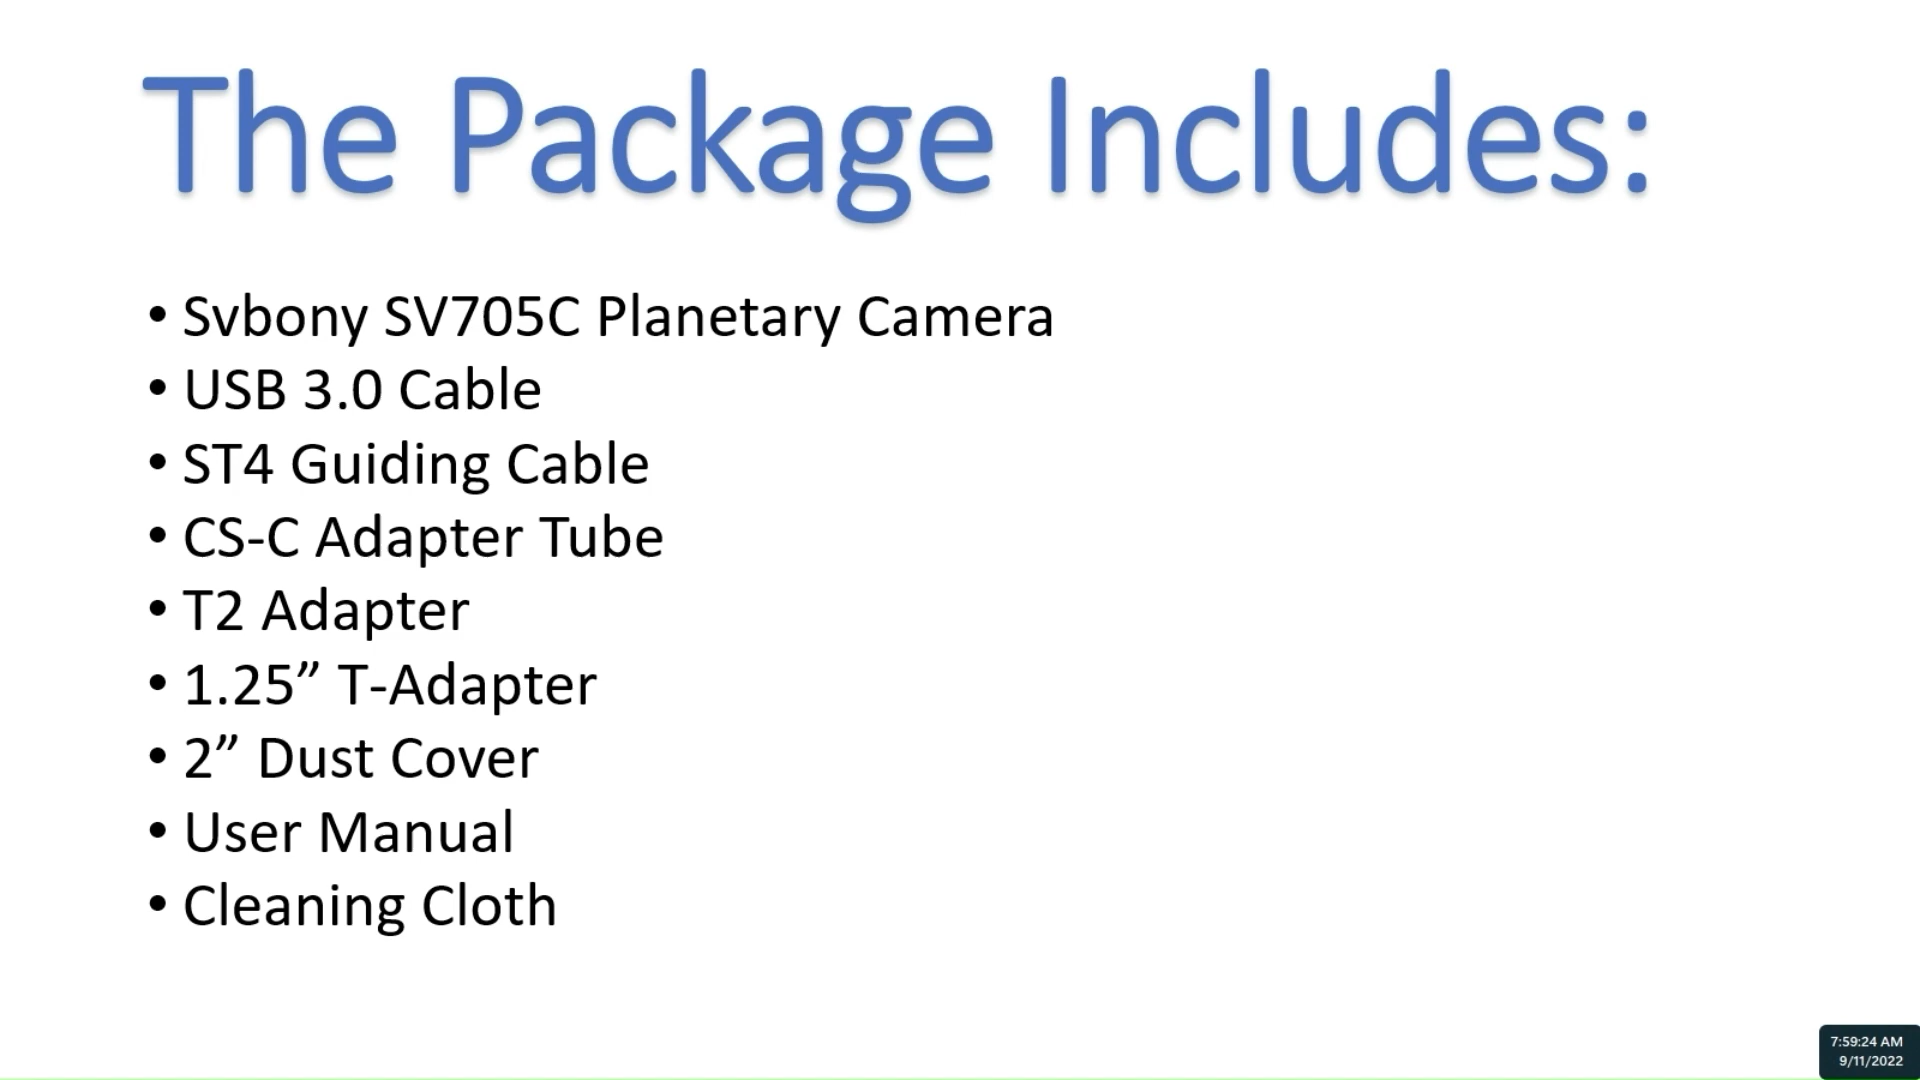 The Package Includes:
• Svbony SV705C Planetary Camera
• USB 3.0 Cable
• ST4 Guiding Cable
• CS-C Adapter Tube
• T2 Adapter
• 1.25” T-Adapter
• 2” Dust Cover
• User Manual
• Cleaning Cloth
7:59:24 AM
9/11/2022